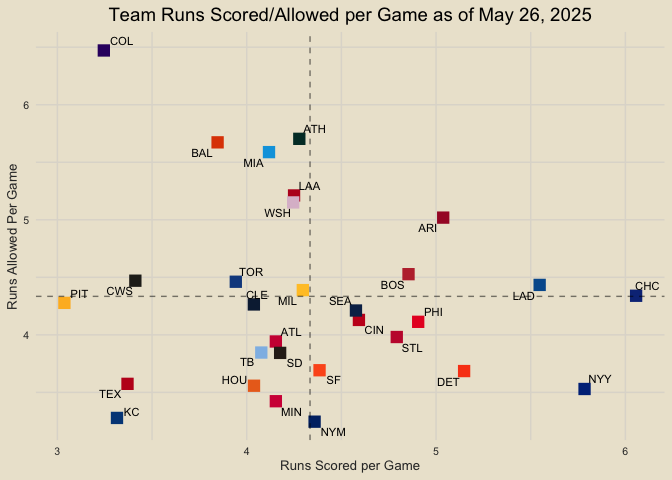 Team Runs Scored/Allowed per Game as of May 26, 2025
COL
6
ATH
BAL
MIA
LAA
WSH
5
ARI
TOR
BOS
CHC
PIT
CWS
CLE
MIL
SEA
LAD
PHI
CIN
4
ATL
STL
TB
SD
HOU
SF
DET
NYY
TEX
KC
MIN
NYM
3
4
5
6
Runs Scored per Game
Runs Allowed Per Game